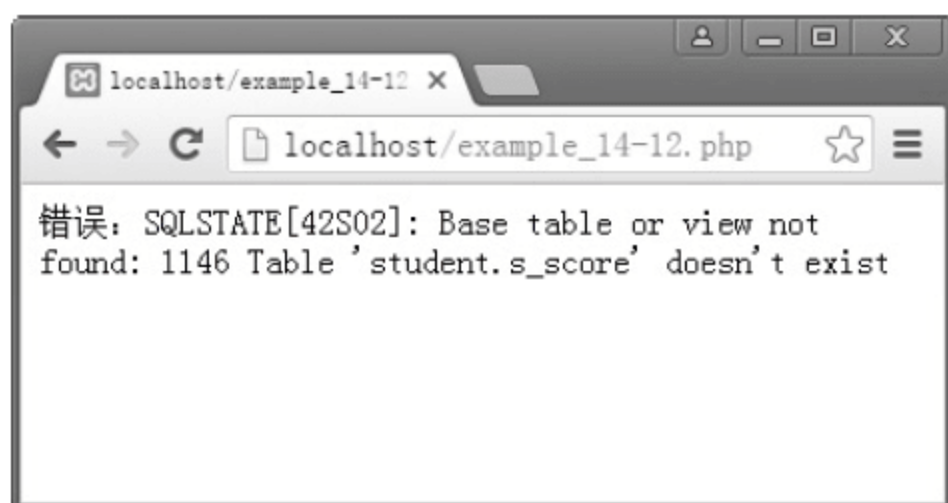 localhost/example_14-12
localhost/example_14-12.php
错误：SQLSTATE[42S02]: Base table or view not
found: 1146 Table 'student.s_score' doesn't exist